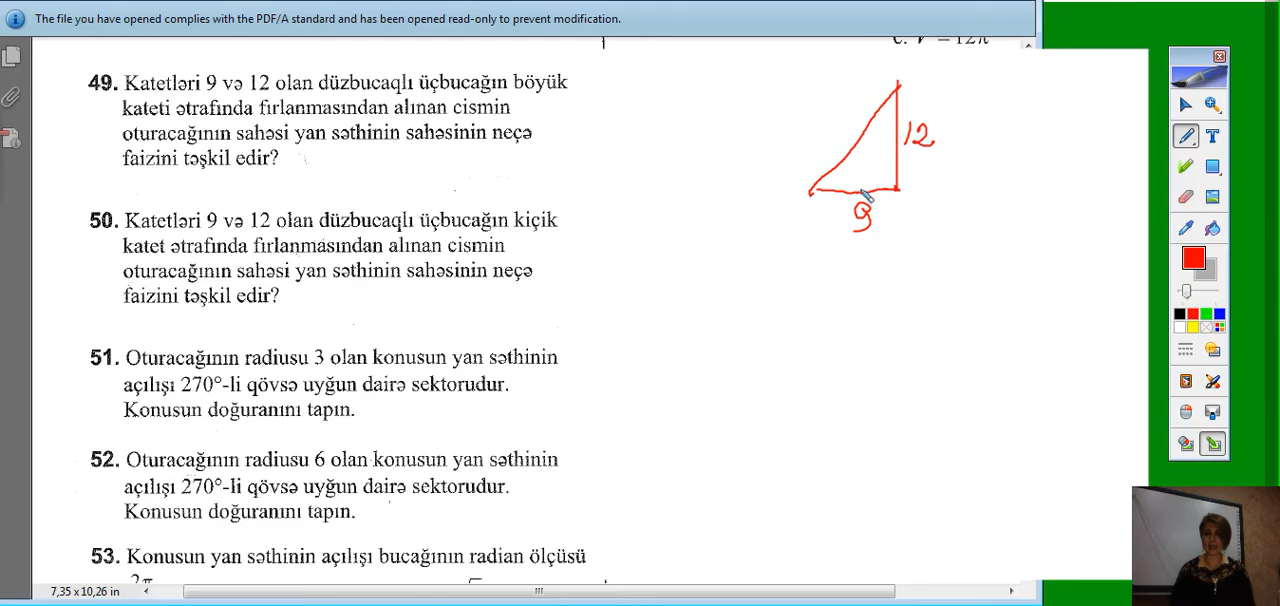 The file you have opened complies with the PDF/A standard and has been opened read-only to prevent modification.
49. Katetləri 9 və 12 olan düzbucaqlı üçbucağın böyük
kateti ətrafında fırlanmasından alınan cismin
oturacağının sahəsi yan səthinin sahəsinin neçə
faizini təşkil edir?
50. Katetləri 9 və 12 olan düzbucaqlı üçbucağın kiçik
katet ətrafında fırlanmasından alınan cismin
oturacağının sahəsi yan səthinin sahəsinin neçə
faizini təşkil edir?
51. Oturacağının radiusu 3 olan konusun yan səthinin
açılışı 270°-li qövsə uyğun dairə sektorudur.
Konusun doğuranını tapın.
52. Oturacağının radiusu 6 olan konusun yan səthinin
açılışı 270°-li qövsə uyğun dairə sektorudur.
Konusun doğuranını tapın.
53. Konusun yan səthinin açılışı bucağının radian ölçüsü
12
9
7,35 x 10,26 in